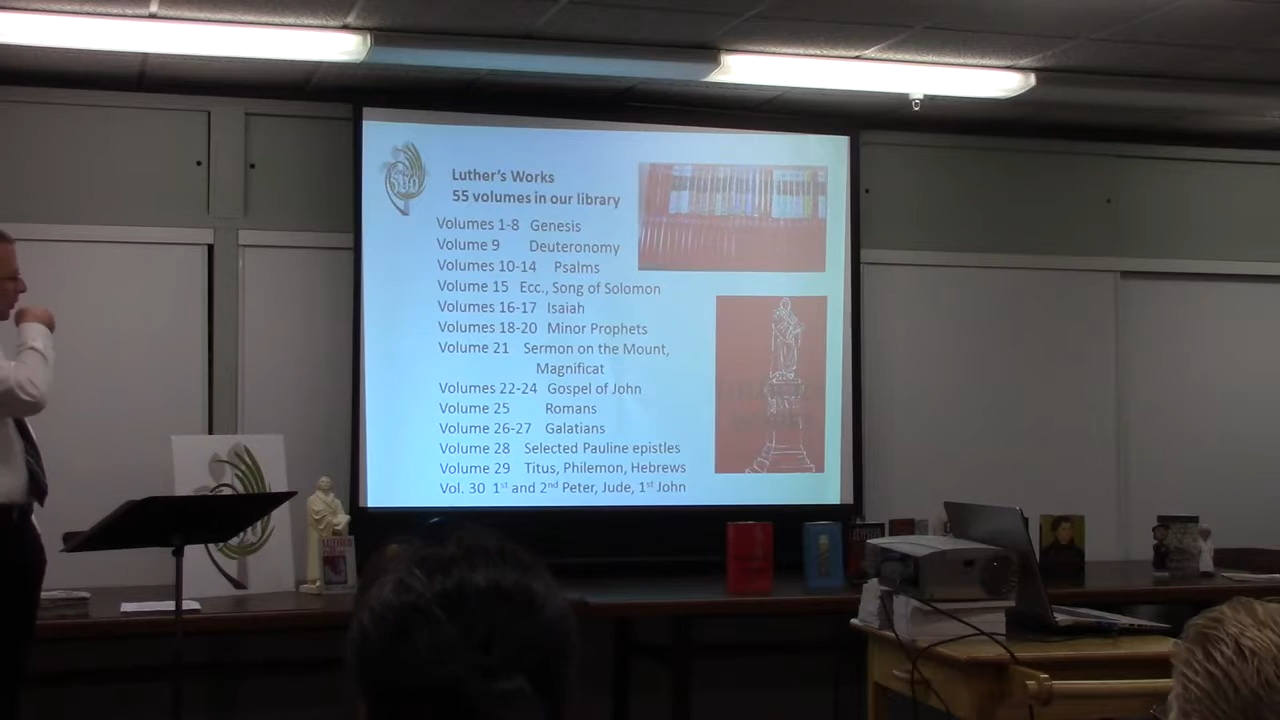 500
Luther's Works
55 volumes in our library
Volumes 1-8 Genesis
Volume 9 Deuteronomy
Volumes 10-14 Psalms
Volume 15 Ecc., Song of Solomon
Volumes 16-17 Isaiah
Volumes 18-20 Minor Prophets
Volume 21 Sermon on the Mount,
Magnificat
Volumes 22-24 Gospel of John
Volume 25 Romans
Volumes 26-27 Galatians
Volume 28 Selected Pauline epistles
Volume 29 Titus, Philemon, Hebrews
Vol. 30 1st and 2nd Peter, Jude, 1st John